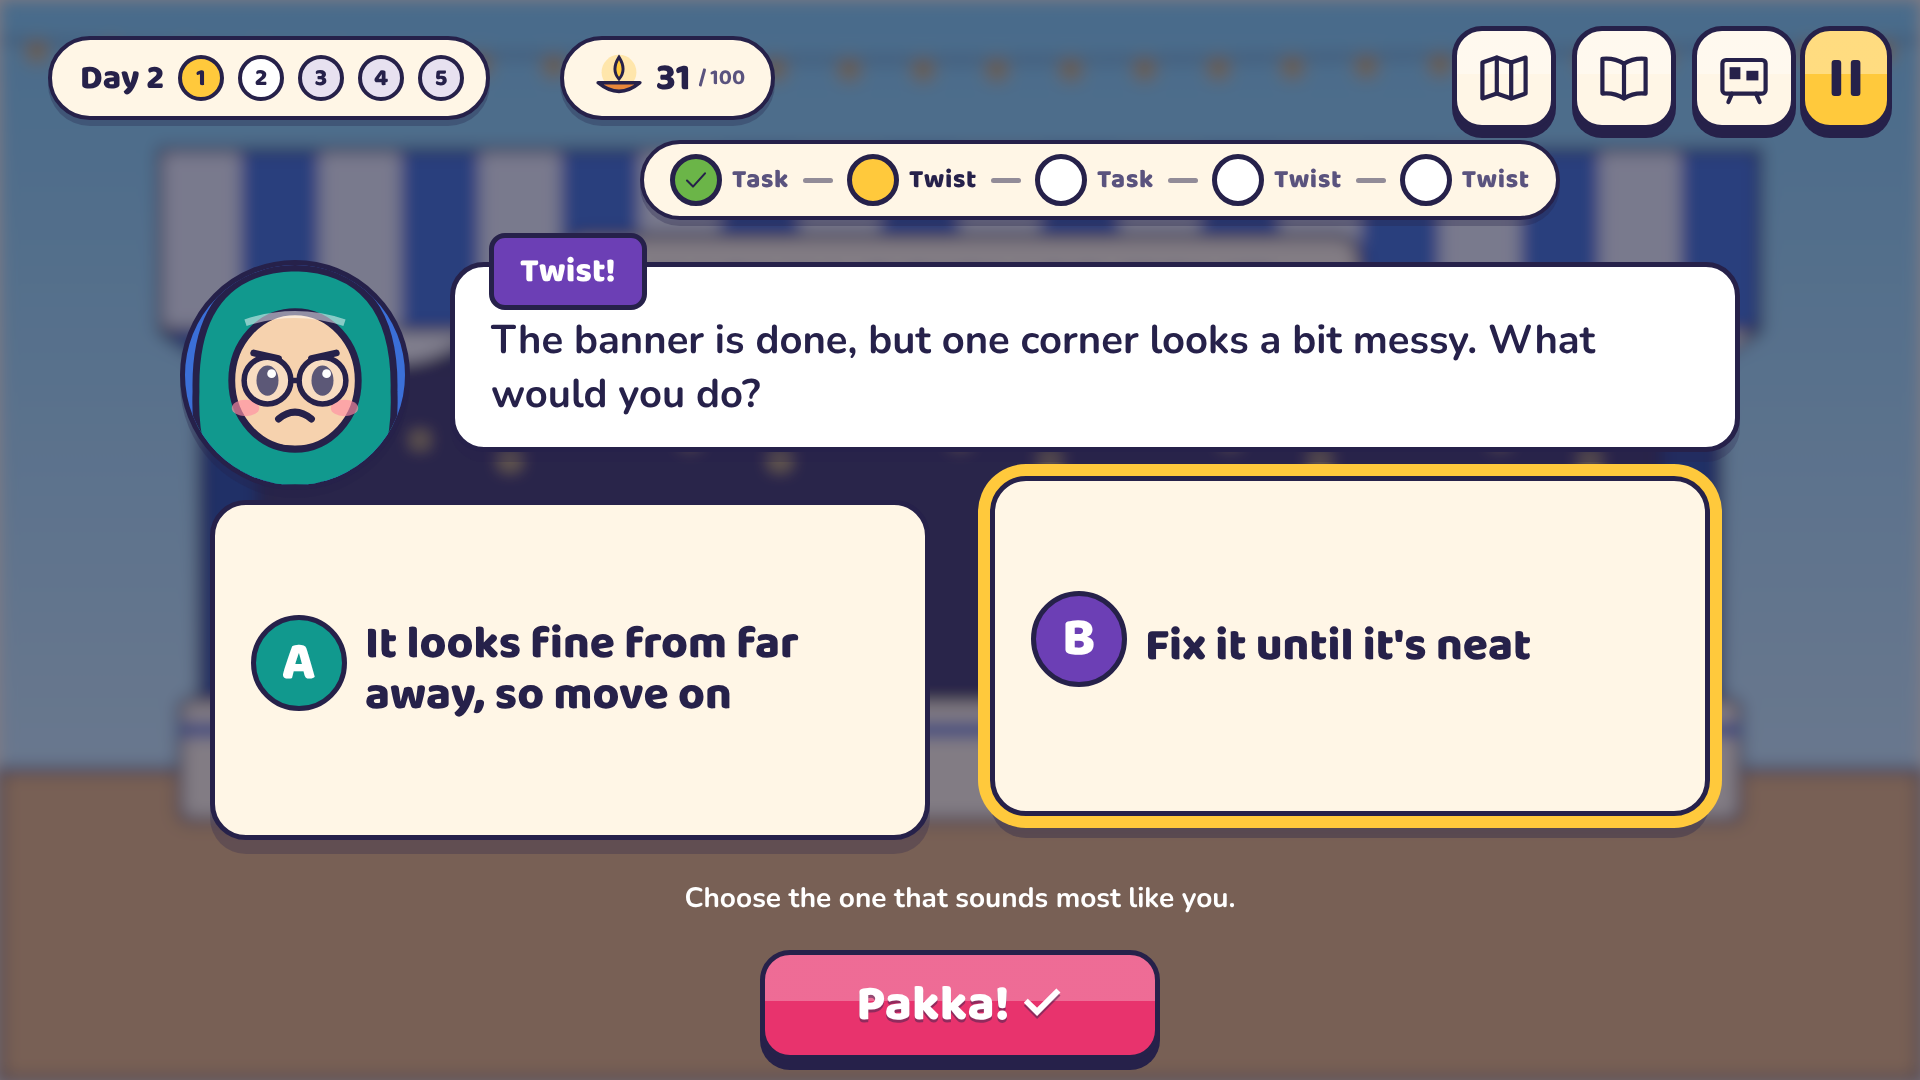 Day 2 1 2 3 4 5
31 / 100
Task Twist Task Twist Twist
Twist!
The banner is done, but one corner looks a bit messy. What
would you do?
A It looks fine from far
away, so move on
B Fix it until it's neat
Choose the one that sounds most like you.
Pakka!